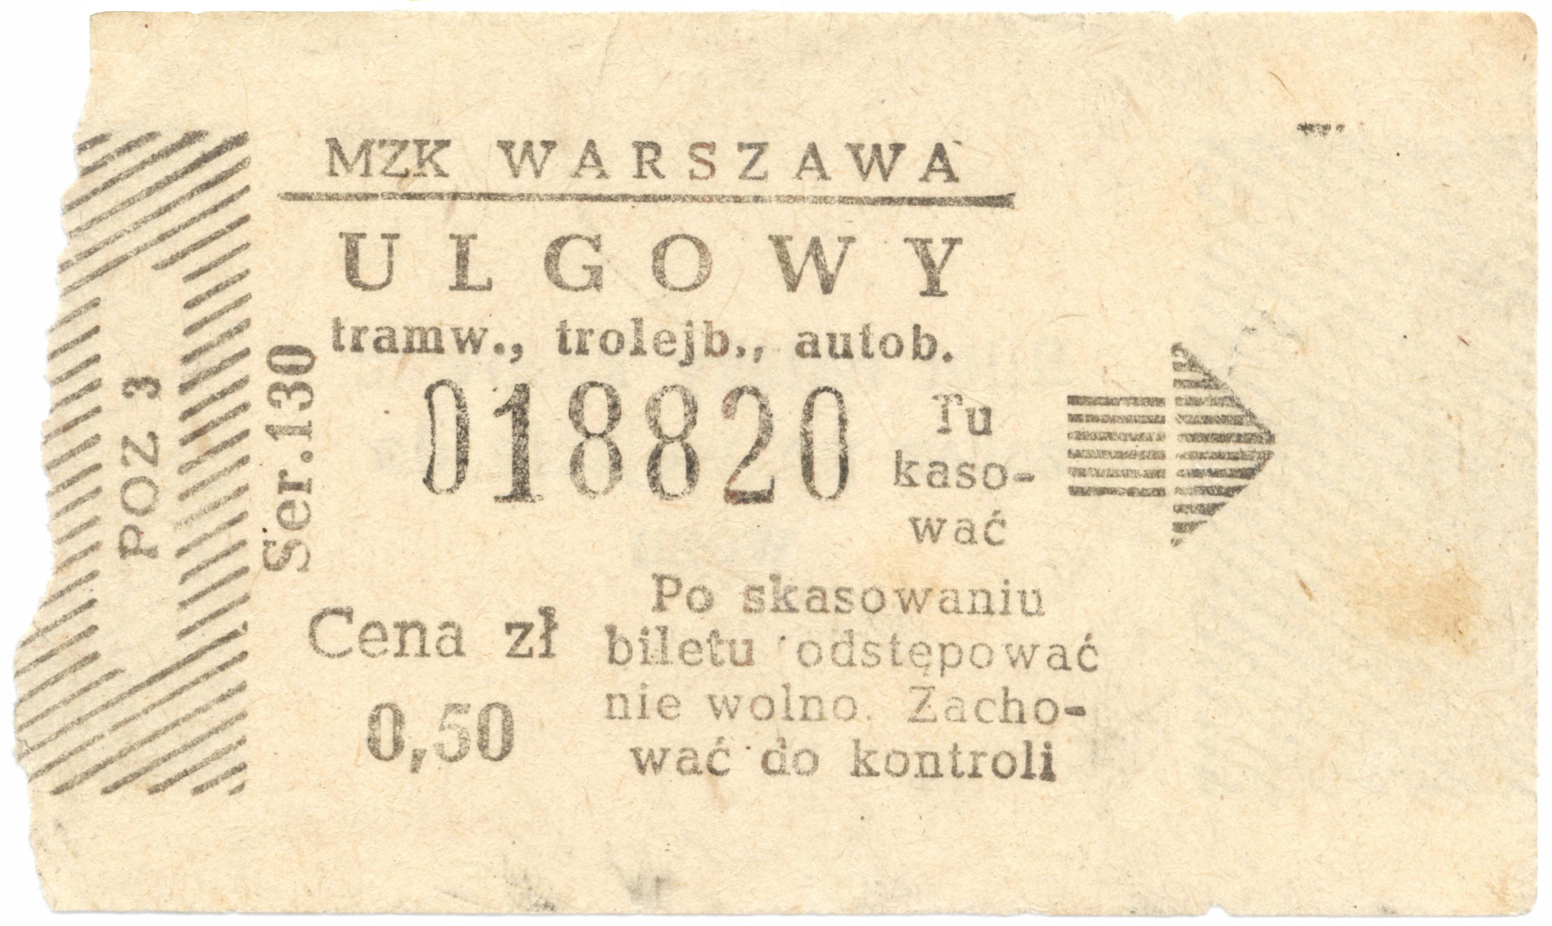 MZK WARSZAWA
ULGOWY
tramw., trolejb., autob.
POZ 3
Ser.130
018820
Tu
kaso-
wać
Cena zł
0,50
Po skasowaniu
biletu odstępować
nie wolno. Zacho-
wać do kontroli